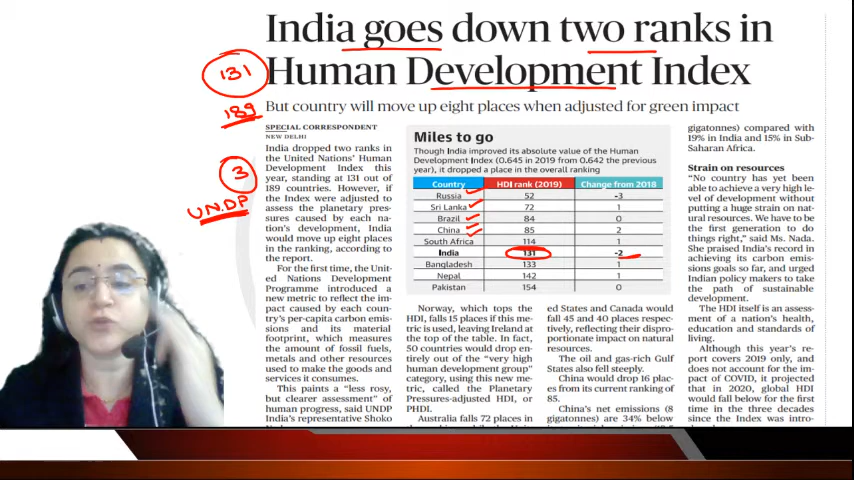 India goes down two ranks in
Human Development Index
131
189
3
UNDP
But country will move up eight places when adjusted for green impact
SPECIAL CORRESPONDENT
NEW DELHI
India dropped two ranks in
the United Nations' Human
Development Index this
year, standing at 131 out of
189 countries. However, if
the Index were adjusted to
assess the planetary pres-
sures caused by each na-
tion's development, India
would move up eight places
in the ranking, according to
the report.
For the first time, the Unit-
ed Nations Development
Programme introduced a
new metric to reflect the im-
pact caused by each coun-
try's per-capita carbon emis-
sions and its material
footprint, which measures
the amount of fossil fuels,
metals and other resources
used to make the goods and
services it consumes.
This paints a "less rosy,
but clearer assessment" of
human progress, said UNDP
India's representative Shoko
Miles to go
Though India improved its absolute value of the Human
Development Index (0.645 in 2019 from 0.642 the previous
year), it dropped a place in the overall ranking
Country HDI rank (2019) Change from 2018
Russia 52 -3
Sri Lanka 72 1
Brazil 84 0
China 85 2
South Africa 114 1
India 131 -2
Bangladesh 133 1
Nepal 142 1
Pakistan 154 0
Norway, which tops the
HDI, falls 15 places if this met-
ric is used, leaving Ireland at
the top of the table. In fact,
50 countries would drop en-
tirely out of the "very high
human development group"
category, using this new me-
tric, called the Planetary
Pressures-adjusted HDI, or
PHDI.
Australia falls 72 places in
ed States and Canada would
fall 45 and 40 places respec-
tively, reflecting their dispro-
portionate impact on natural
resources.
The oil and gas-rich Gulf
States also fell steeply.
China would drop 16 plac-
es from its current ranking of
85.
China's net emissions (8
gigatonnes) are 34% below
gigatonnes) compared with
19% in India and 15% in Sub-
Saharan Africa.
Strain on resources
"No country has yet been
able to achieve a very high le-
vel of development without
putting a huge strain on nat-
ural resources. We have to be
the first generation to do
things right," said Ms. Nada.
She praised India's record in
achieving its carbon emis-
sions goals so far, and urged
Indian policy makers to take
the path of sustainable
development.
The HDI itself is an assess-
ment of a nation's health,
education and standards of
living.
Although this year's re-
port covers 2019 only, and
does not account for the im-
pact of COVID, it projected
that in 2020, global HDI
would fall below for the first
time in the three decades
since the Index was intro-